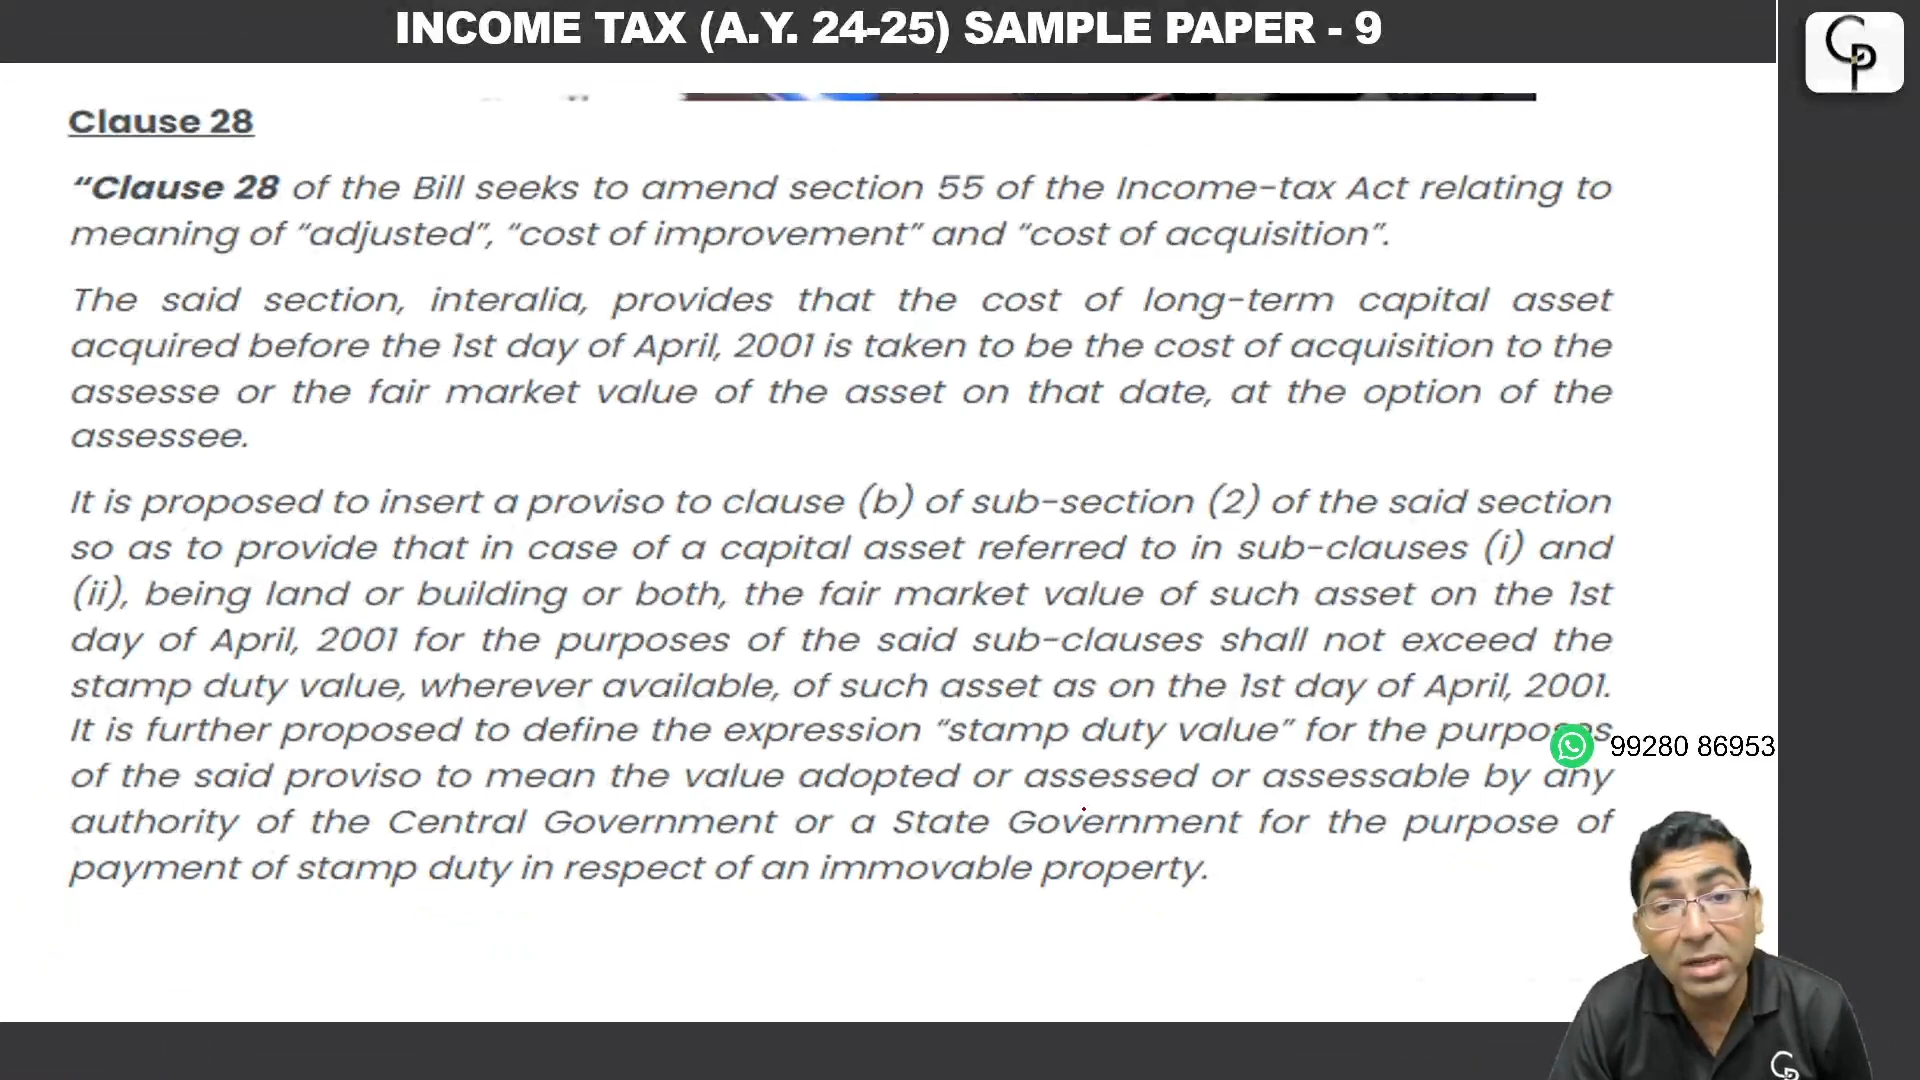 INCOME TAX (A.Y. 24-25) SAMPLE PAPER - 9
Clause 28
“Clause 28 of the Bill seeks to amend section 55 of the Income-tax Act relating to
meaning of “adjusted”, “cost of improvement” and “cost of acquisition”.
The said section, interalia, provides that the cost of long-term capital asset
acquired before the 1st day of April, 2001 is taken to be the cost of acquisition to the
assesse or the fair market value of the asset on that date, at the option of the
assessee.
It is proposed to insert a proviso to clause (b) of sub-section (2) of the said section
so as to provide that in case of a capital asset referred to in sub-clauses (i) and
(ii), being land or building or both, the fair market value of such asset on the 1st
day of April, 2001 for the purposes of the said sub-clauses shall not exceed the
stamp duty value, wherever available, of such asset as on the 1st day of April, 2001.
It is further proposed to define the expression “stamp duty value” for the purposes
of the said proviso to mean the value adopted or assessed or assessable by any
authority of the Central Government or a State Government for the purpose of
payment of stamp duty in respect of an immovable property.
99280 86953